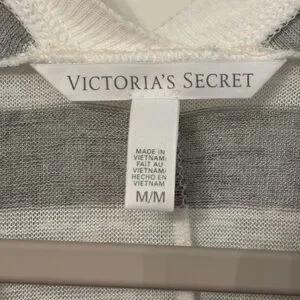 VICTORIA'S SECRET
MADE IN
VIETNAM/
FAIT AU
VIETNAM/
HECHO EN
VIETNAM
M/M